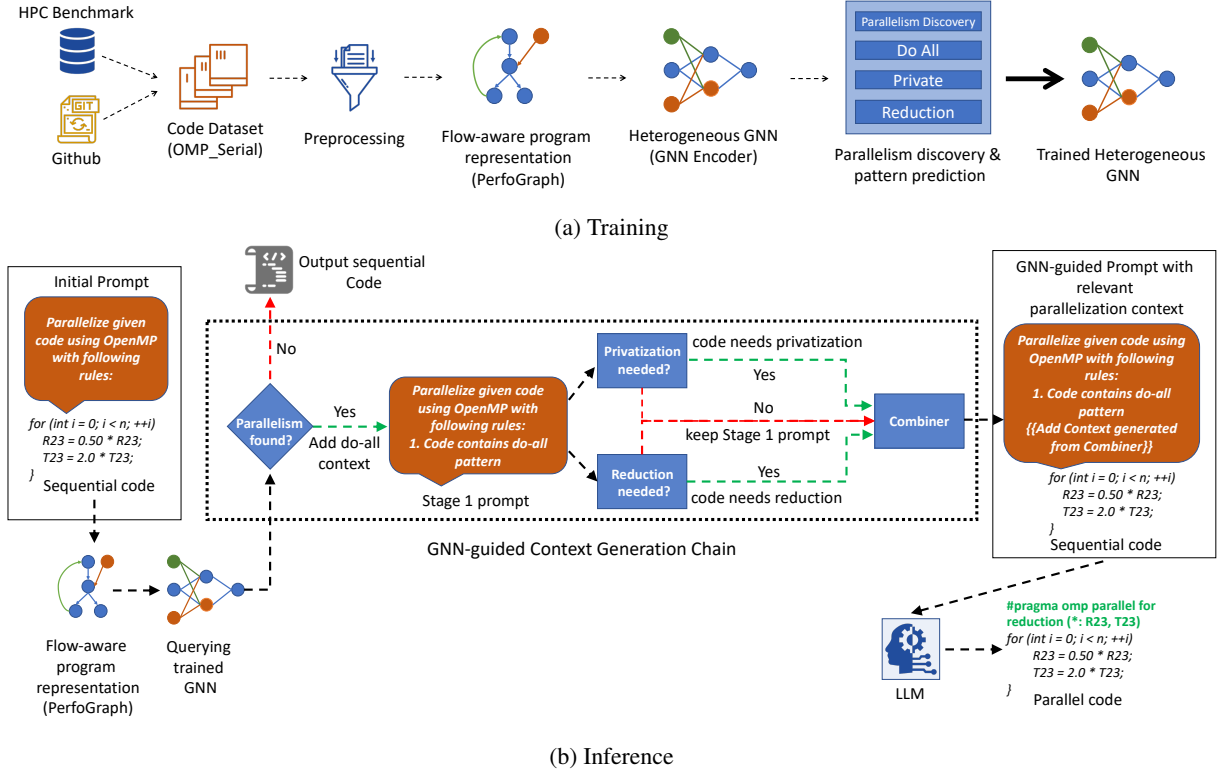 HPC Benchmark
GIT
Github
I
II
III
Code Dataset
(OMP_Serial)
Preprocessing
Flow-aware program
representation
(PerfoGraph)
Heterogeneous GNN
(GNN Encoder)
Parallelism Discovery
Do All
Private
Reduction
Parallelism discovery &
pattern prediction
Trained Heterogeneous
GNN
(a) Training
Initial Prompt
Parallelize given
code using OpenMP
with following
rules:
for (int i = 0; i < n; ++i)
R23 = 0.50 * R23;
T23 = 2.0 * T23;
}
Sequential code
Flow-aware
program
representation
(PerfoGraph)
Querying
trained
GNN
</>
Output sequential
Code
No
Parallelism
found?
Yes
Add do-all
context
Parallelize given code
using OpenMP with
following rules:
1. Code contains do-all
pattern
Stage 1 prompt
Privatization
needed?
code needs privatization
Yes
No
keep Stage 1 prompt
Reduction
needed?
Yes
code needs reduction
Combiner
GNN-guided Context Generation Chain
GNN-guided Prompt with
relevant
parallelization context
Parallelize given code using
OpenMP with following
rules:
1. Code contains do-all
pattern
{{Add Context generated
from Combiner}}
for (int i = 0; i < n; ++i)
R23 = 0.50 * R23;
T23 = 2.0 * T23;
}
Sequential code
LLM
#pragma omp parallel for
reduction (*: R23, T23)
for (int i = 0; i < n; ++i)
R23 = 0.50 * R23;
T23 = 2.0 * T23;
}
Parallel code
(b) Inference